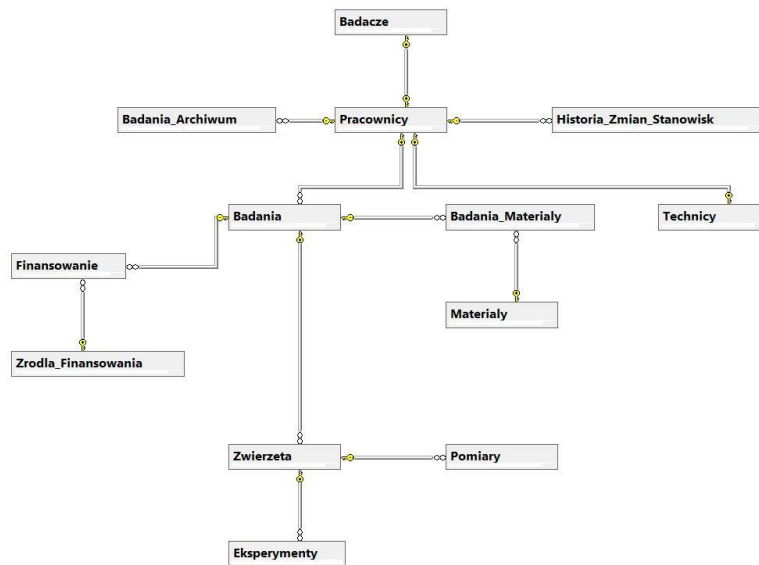 Badacze
Badania_Archiwum
Pracownicy
Historia_Zmian_Stanowisk
Badania
Badania_Materialy
Technicy
Finansowanie
Materialy
Zrodla_Finansowania
Zwierzeta
Pomiary
Eksperymenty